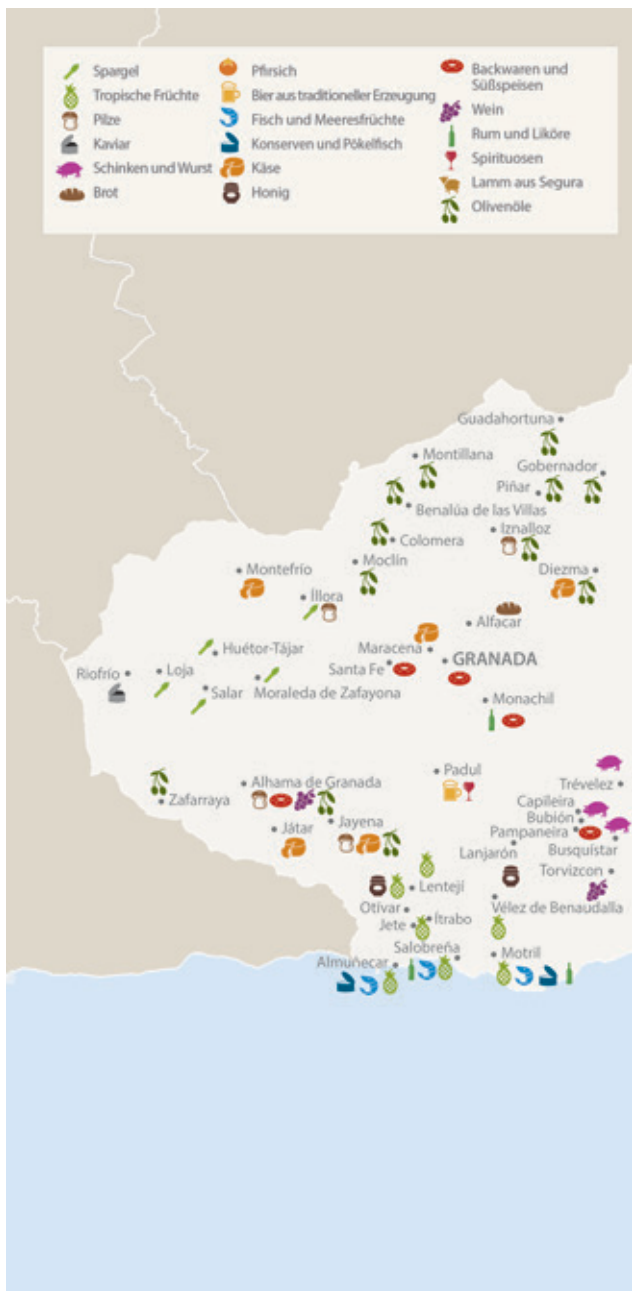 Spargel
Tropische Früchte
Pilze
Kaviar
Schinken und Wurst
Brot
Pfirsich
Bier aus traditioneller Erzeugung
Fisch und Meeresfrüchte
Konserven und Pökelfisch
Käse
Honig
Backwaren und
Süßspeisen
Wein
Rum und Liköre
Spirituosen
Lamm aus Segura
Olivenöle
Guadahortuna
Montillana
Gobernador
Piñar
Benalúa de las Villas
Iznalloz
Colomera
Moclín
Diezma
Montefrío
Íllora
Alfacar
Huétor-Tájar
Maracena
GRANADA
Santa Fe
Riofrío
Loja
Salar
Moraleda de Zafayona
Monachil
Padul
Alhama de Granada
Trévelez
Zafarraya
Capileira
Bubión
Jayena
Játar
Pampaneira
Busquístar
Lanjarón
Torvizcon
Lentejí
Otívar
Vélez de Benaudalla
Jete
Ítrabo
Salobreña
Motril
Almuñecar